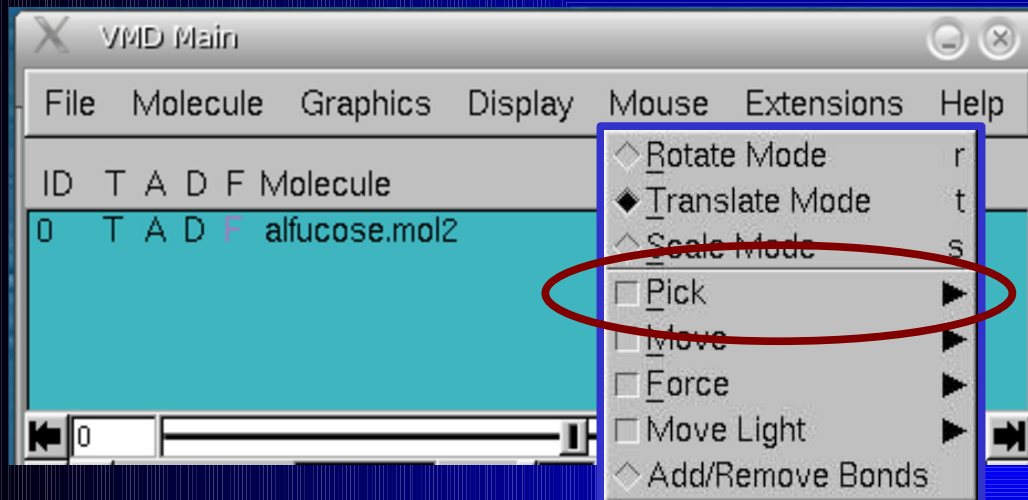 VMD Main
File Molecule Graphics Display Mouse Extensions Help
ID T A D F Molecule
0 T A D F alfucose.mol2
Rotate Mode r
Translate Mode t
Scale Mode s
Pick
Move
Force
Move Light
Add/Remove Bonds
0